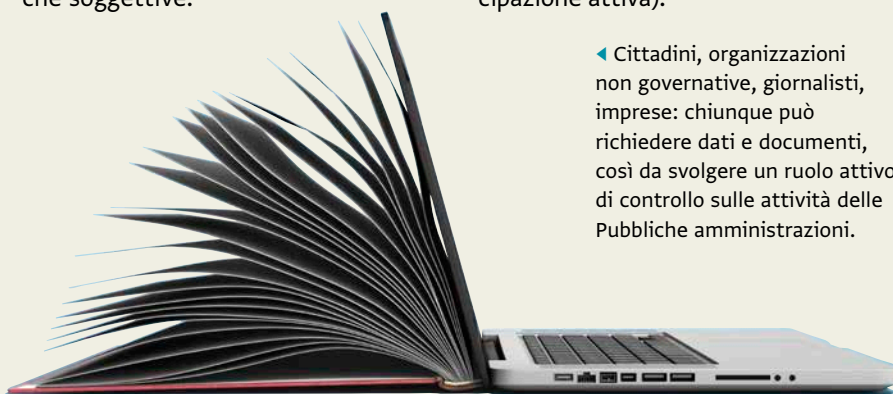 che soggettive.
cipazione attiva).
◀ Cittadini, organizzazioni
non governative, giornalisti,
imprese: chiunque può
richiedere dati e documenti,
così da svolgere un ruolo attivo
di controllo sulle attività delle
Pubbliche amministrazioni.